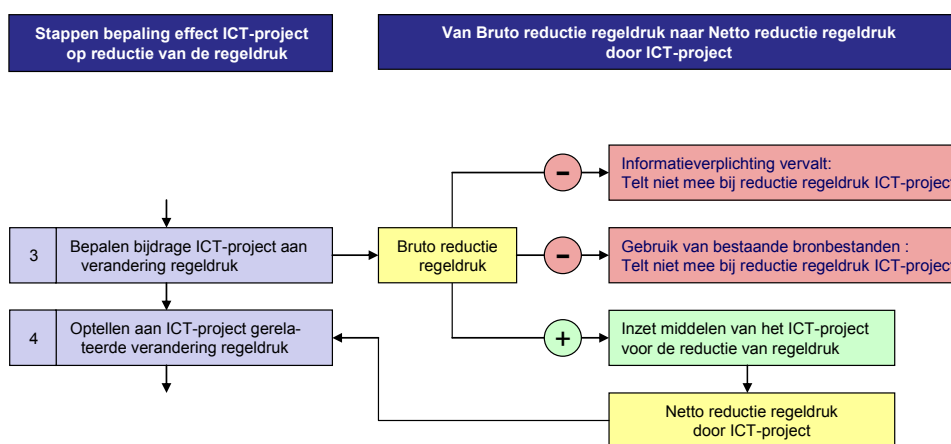 Stappen bepaling effect ICT-project
op reductie van de regeldruk
Van Bruto reductie regeldruk naar Netto reductie regeldruk
door ICT-project
–
Informatieverplichting vervalt:
Telt niet mee bij reductie regeldruk ICT-project
3
Bepalen bijdrage ICT-project aan
verandering regeldruk
Bruto reductie
regeldruk
–
Gebruik van bestaande bronbestanden :
Telt niet mee bij reductie regeldruk ICT-project
4
Optellen aan ICT-project gerela-
teerde verandering regeldruk
+
Inzet middelen van het ICT-project
voor de reductie van regeldruk
Netto reductie regeldruk
door ICT-project